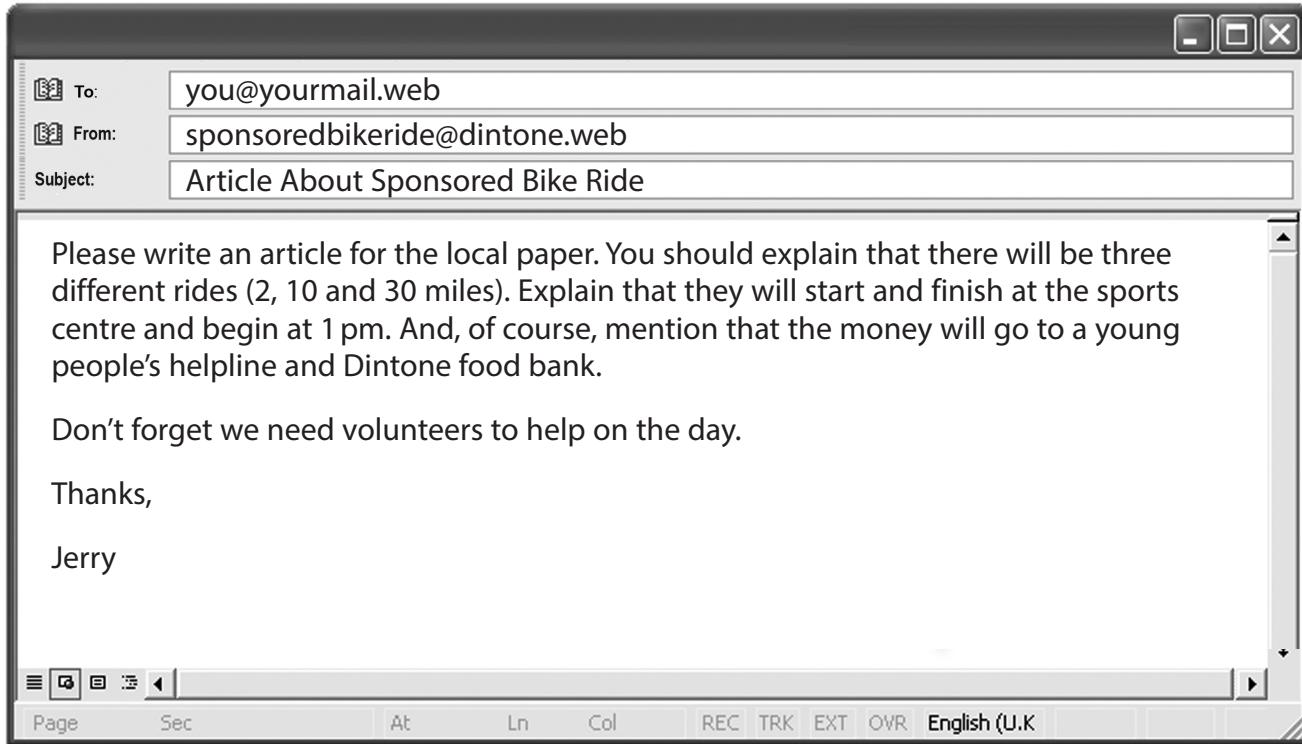 To: you@yourmail.web
From: sponsoredbikeride@dintone.web
Subject: Article About Sponsored Bike Ride
Please write an article for the local paper. You should explain that there will be three
different rides (2, 10 and 30 miles). Explain that they will start and finish at the sports
centre and begin at 1 pm. And, of course, mention that the money will go to a young
people’s helpline and Dintone food bank.
Don’t forget we need volunteers to help on the day.
Thanks,
Jerry
Page Sec At Ln Col REC TRK EXT OVR English (U.K